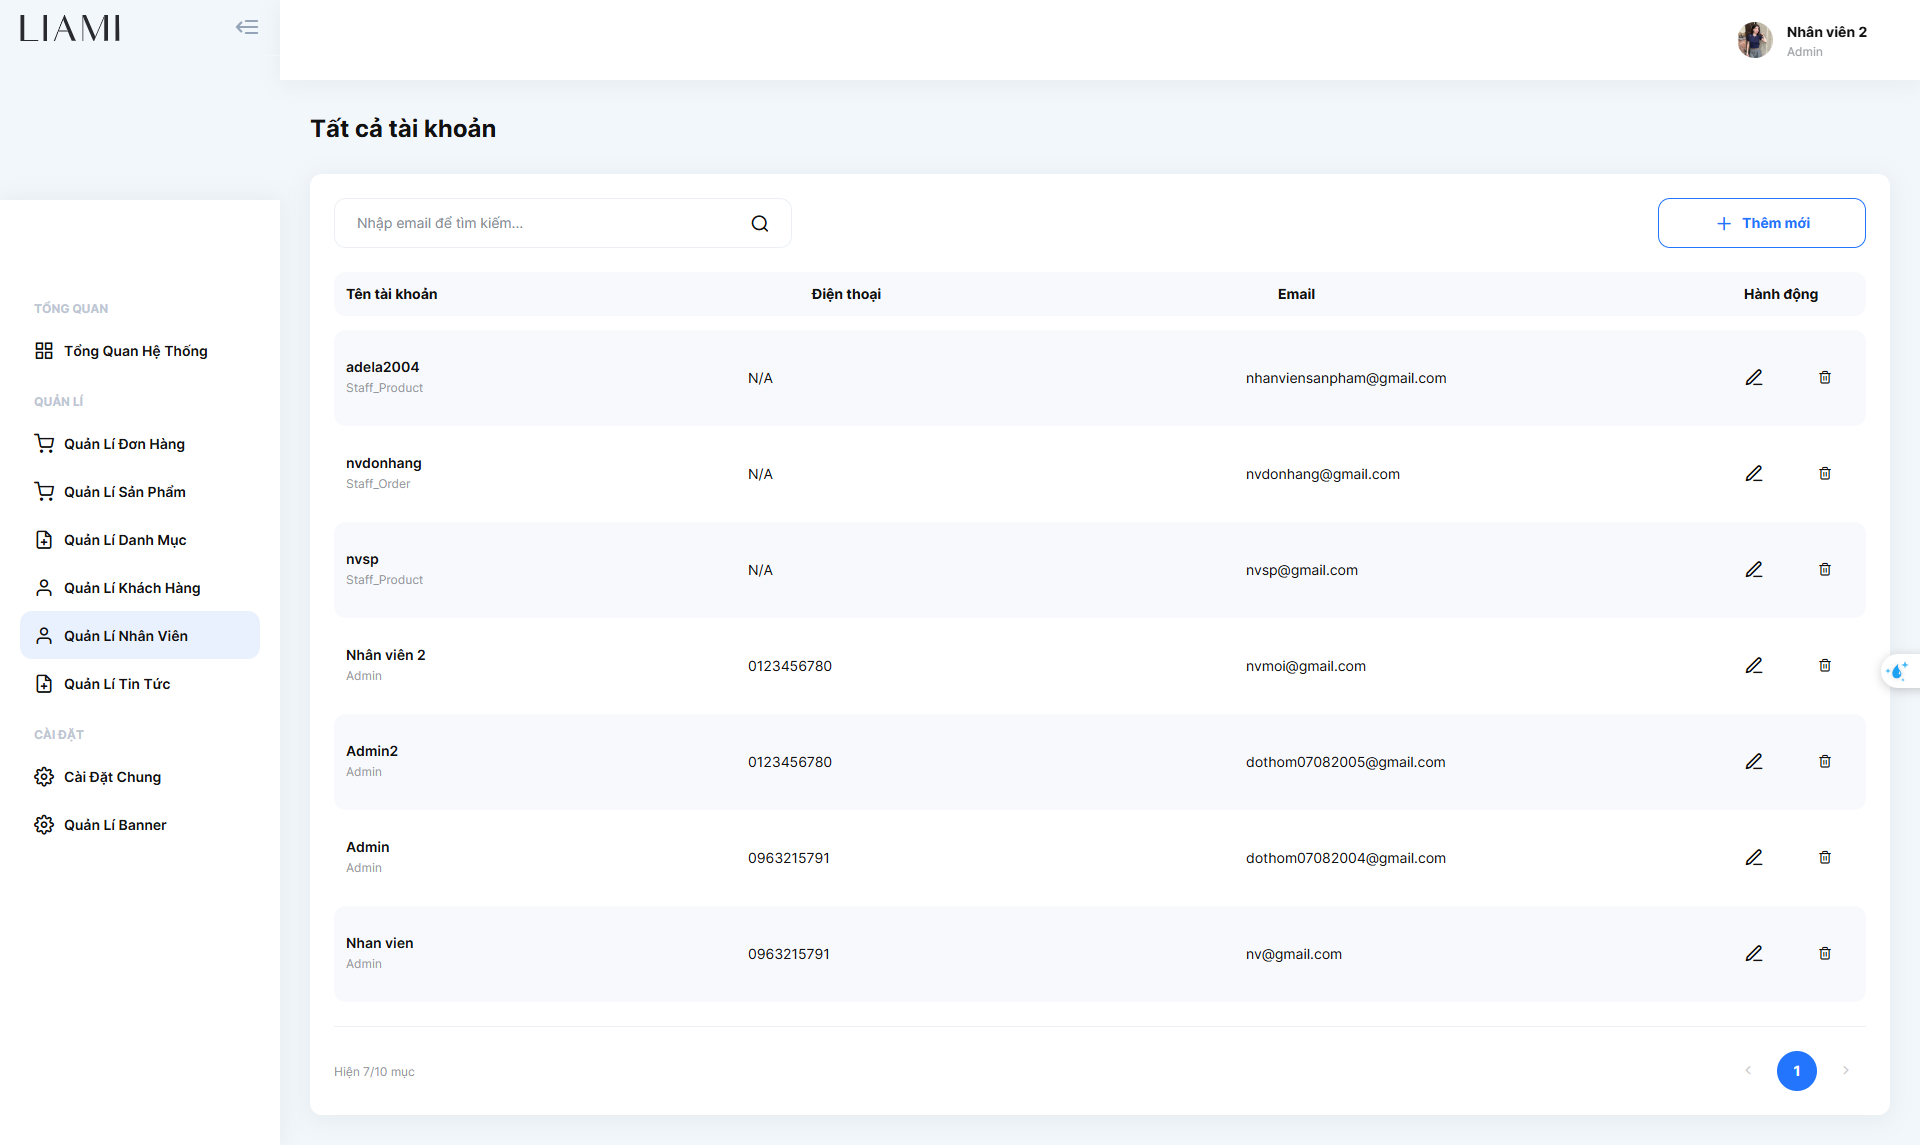 LIAMI
Nhân viên 2
Admin
Tất cả tài khoản
Nhập email để tìm kiếm...
Thêm mới
TỔNG QUAN
Tổng Quan Hệ Thống
QUẢN LÍ
Quản Lí Đơn Hàng
Quản Lí Sản Phẩm
Quản Lí Danh Mục
Quản Lí Khách Hàng
Quản Lí Nhân Viên
Quản Lí Tin Tức
CÀI ĐẶT
Cài Đặt Chung
Quản Lí Banner
Tên tài khoản Điện thoại Email Hành động
adela2004
Staff_Product
N/A nhanviensanpham@gmail.com
nvdonhang
Staff_Order
N/A nvdonhang@gmail.com
nvsp
Staff_Product
N/A nvsp@gmail.com
Nhân viên 2
Admin
0123456780 nvmoi@gmail.com
Admin2
Admin
0123456780 dothom07082005@gmail.com
Admin
Admin
0963215791 dothom07082004@gmail.com
Nhan vien
Admin
0963215791 nv@gmail.com
Hiện 7/10 mục
1